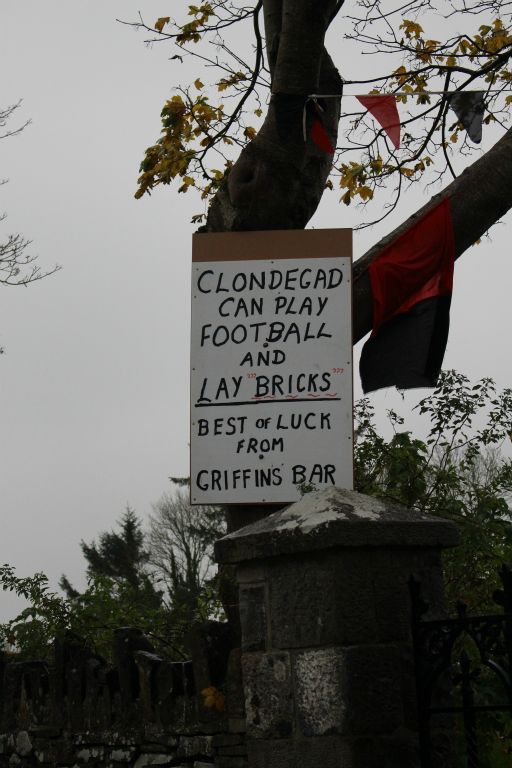 CLONDEGAD
CAN PLAY
FOOTBALL
AND
LAY "BRICKS"
BEST OF LUCK
FROM
GRIFFINS BAR